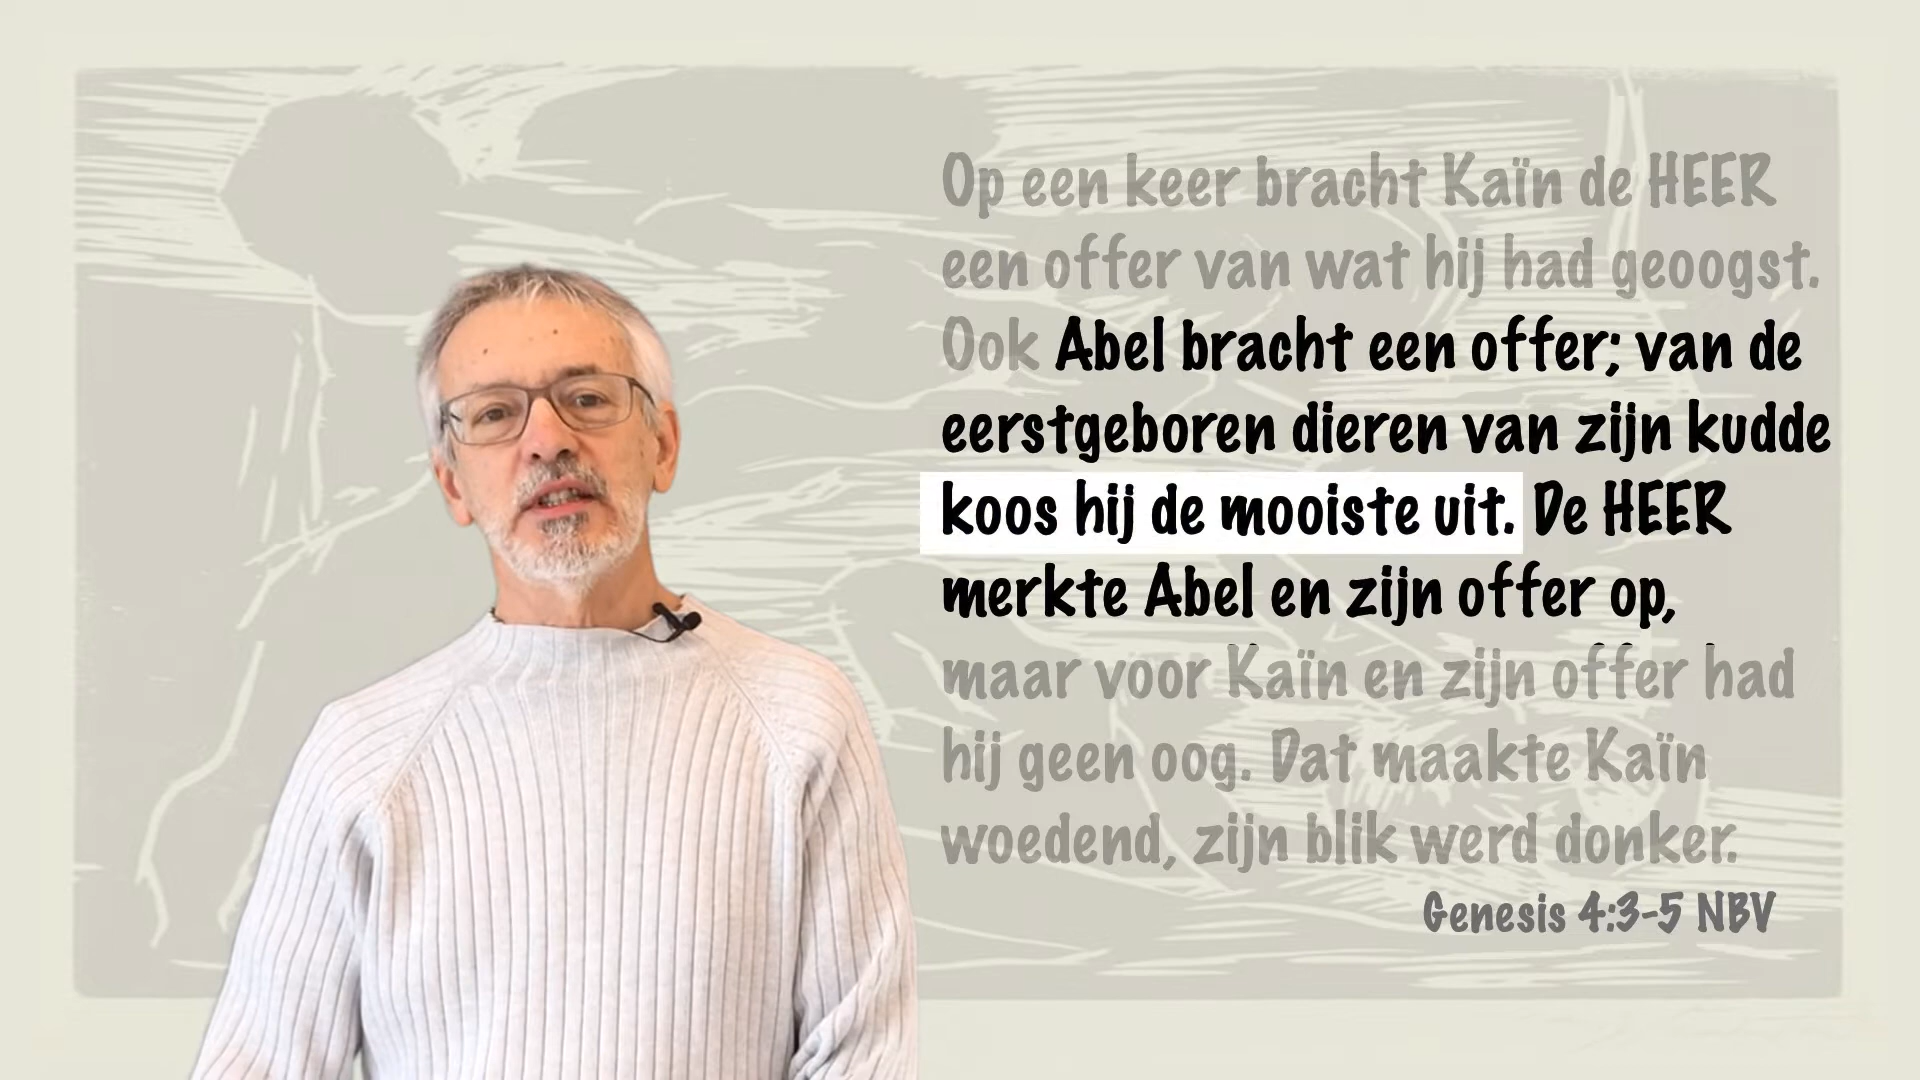 Op een keer bracht Kaïn de HEER
een offer van wat hij had geoogst.
Ook Abel bracht een offer; van de
eerstgeboren dieren van zijn kudde
koos hij de mooiste uit. De HEER
merkte Abel en zijn offer op,
maar voor Kaïn en zijn offer had
hij geen oog. Dat maakte Kaïn
woedend, zijn blik werd donker.
Genesis 4:3-5 NBV